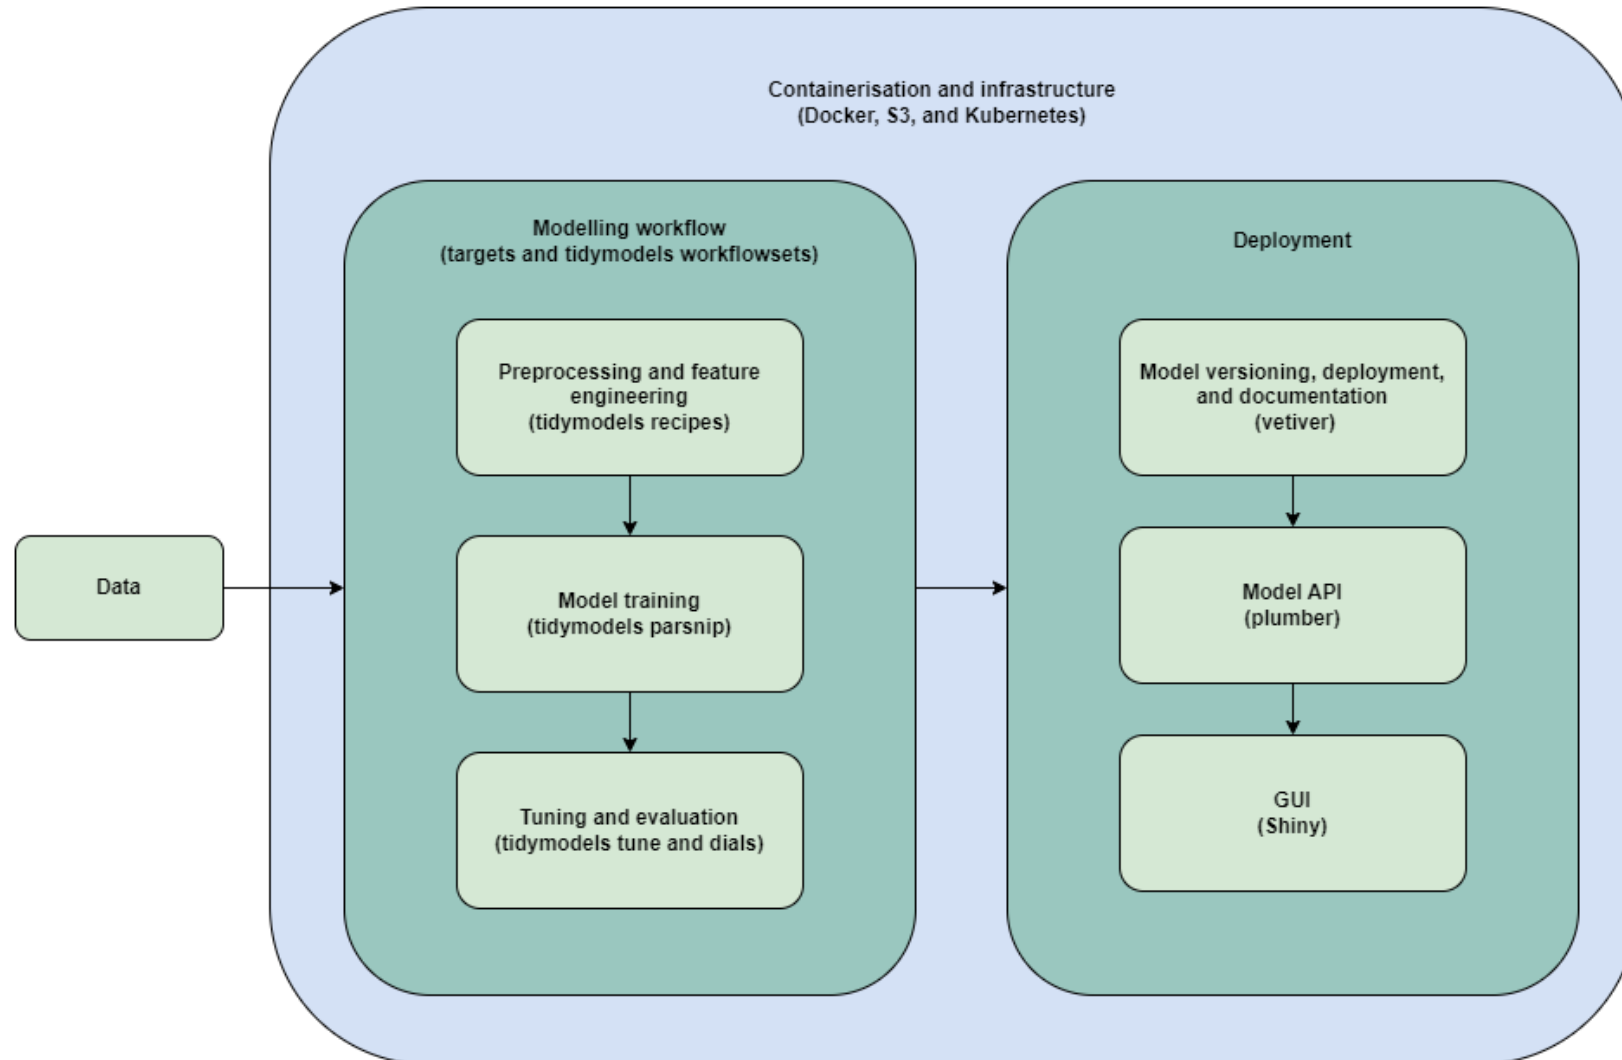 Containerisation and infrastructure
(Docker, S3, and Kubernetes)
Modelling workflow
(targets and tidymodels workflowsets)
Preprocessing and feature
engineering
(tidymodels recipes)
Model training
(tidymodels parsnip)
Tuning and evaluation
(tidymodels tune and dials)
Data
Deployment
Model versioning, deployment,
and documentation
(vetiver)
Model API
(plumber)
GUI
(Shiny)